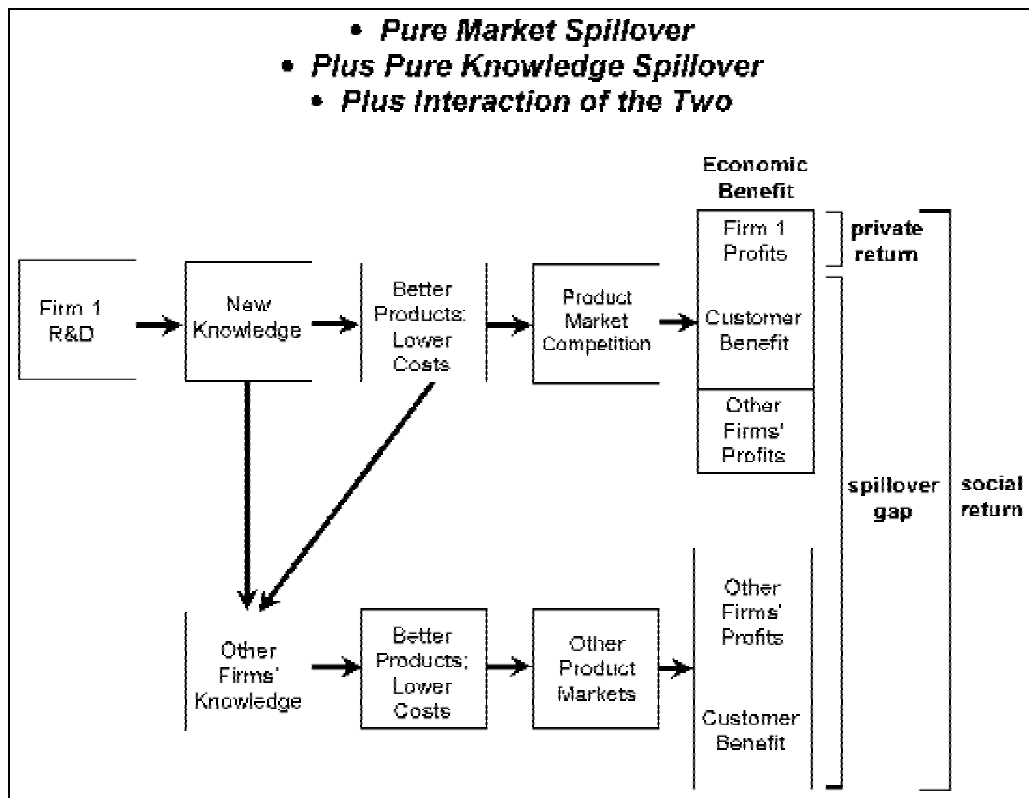 • Pure Market Spillover
• Plus Pure Knowledge Spillover
• Plus Interaction of the Two
Economic
Benefit
Firm 1
Profits
private
return
Firm 1
R&D
New
Knowledge
Better
Products;
Lower
Costs
Product
Market
Competition
Customer
Benefit
Other
Firms'
Profits
spillover
gap
social
return
Other
Firms'
Knowledge
Better
Products;
Lower
Costs
Other
Product
Markets
Other
Firms'
Profits
Customer
Benefit